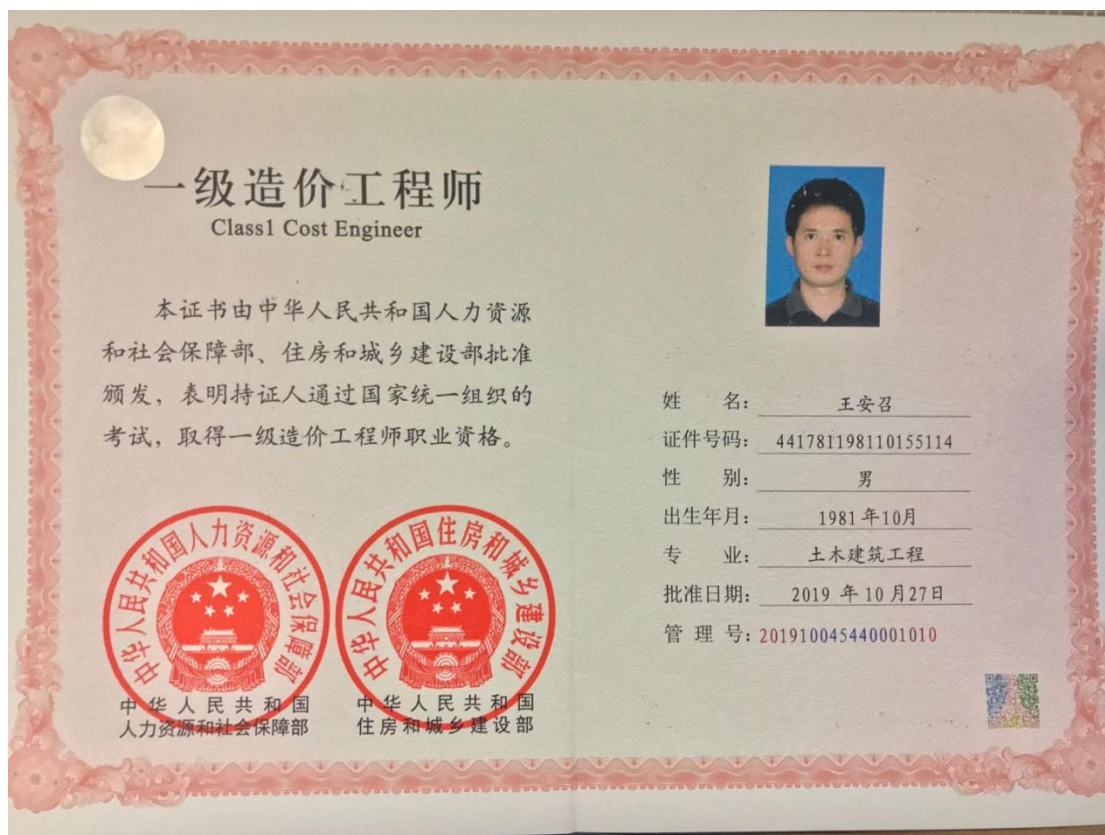 一级造价工程师
Class1 Cost Engineer
本证书由中华人民共和国人力资源
和社会保障部、住房和城乡建设部批准
颁发，表明持证人通过国家统一组织的
考试，取得一级造价工程师职业资格。
中华人民共和国人力资源和社会保障部
中华人民共和国住房和城乡建设部
中华人民共和国
人力资源和社会保障部
中华人民共和国
住房和城乡建设部
姓 名：王安召
证件号码：441781198110155114
性 别：男
出生年月：1981年10月
专 业：土木建筑工程
批准日期：2019 年 10 月27日
管 理 号：201910045440001010